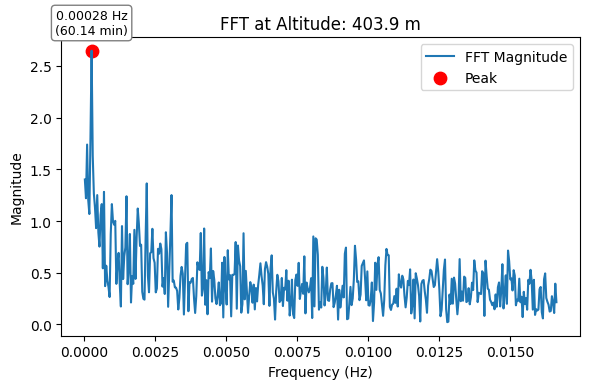 0.00028 Hz
(60.14 min)
FFT at Altitude: 403.9 m
FFT Magnitude
Peak
2.5
2.0
1.5
1.0
0.5
0.0
Magnitude
0.0000 0.0025 0.0050 0.0075 0.0100 0.0125 0.0150
Frequency (Hz)